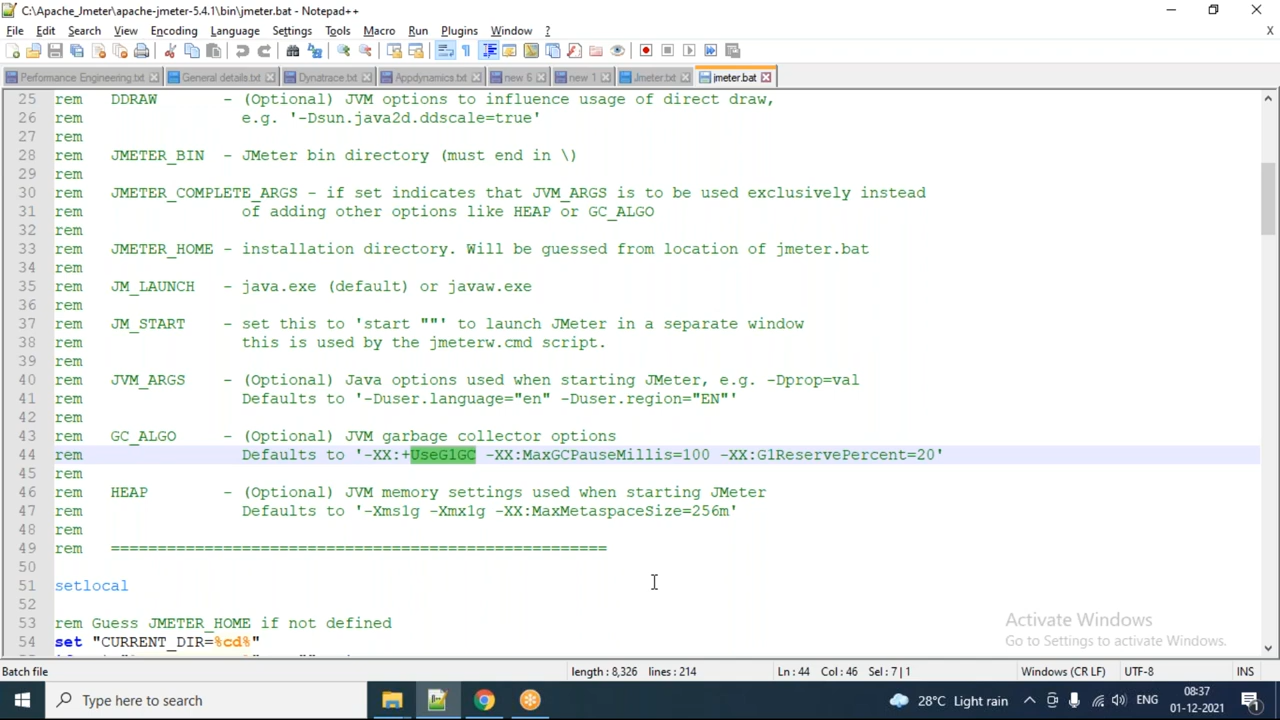 C:\Apache_Jmeter\apache-jmeter-5.4.1\bin\jmeter.bat - Notepad++
File Edit Search View Encoding Language Settings Tools Macro Run Plugins Window ? X
Performance Engineering.txt General details.txt Dynatrace.txt Appdynamics.txt new 6 new 1 Jmeter.txt jmeter.bat
25 rem DDRAW - (Optional) JVM options to influence usage of direct draw,
26 rem e.g. '-Dsun.java2d.ddscale=true'
27 rem
28 rem JMETER_BIN - JMeter bin directory (must end in \)
29 rem
30 rem JMETER_COMPLETE_ARGS - if set indicates that JVM_ARGS is to be used exclusively instead
31 rem of adding other options like HEAP or GC_ALGO
32 rem
33 rem JMETER_HOME - installation directory. Will be guessed from location of jmeter.bat
34 rem
35 rem JM_LAUNCH - java.exe (default) or javaw.exe
36 rem
37 rem JM_START - set this to 'start ""' to launch JMeter in a separate window
38 rem this is used by the jmeterw.cmd script.
39 rem
40 rem JVM_ARGS - (Optional) Java options used when starting JMeter, e.g. -Dprop=val
41 rem Defaults to '-Duser.language="en" -Duser.region="EN"'
42 rem
43 rem GC_ALGO - (Optional) JVM garbage collector options
44 rem Defaults to '-XX:+UseG1GC -XX:MaxGCPauseMillis=100 -XX:G1ReservePercent=20'
45 rem
46 rem HEAP - (Optional) JVM memory settings used when starting JMeter
47 rem Defaults to '-Xms1g -Xmx1g -XX:MaxMetaspaceSize=256m'
48 rem
49 rem =====================================================
50
51 setlocal
52
53 rem Guess JMETER_HOME if not defined
54 set "CURRENT_DIR=%cd%"
Activate Windows
Go to Settings to activate Windows.
Batch file length : 8,326 lines : 214 Ln : 44 Col : 46 Sel : 7 | 1 Windows (CR LF) UTF-8 INS
Type here to search 28°C Light rain ENG 08:37
01-12-2021 1